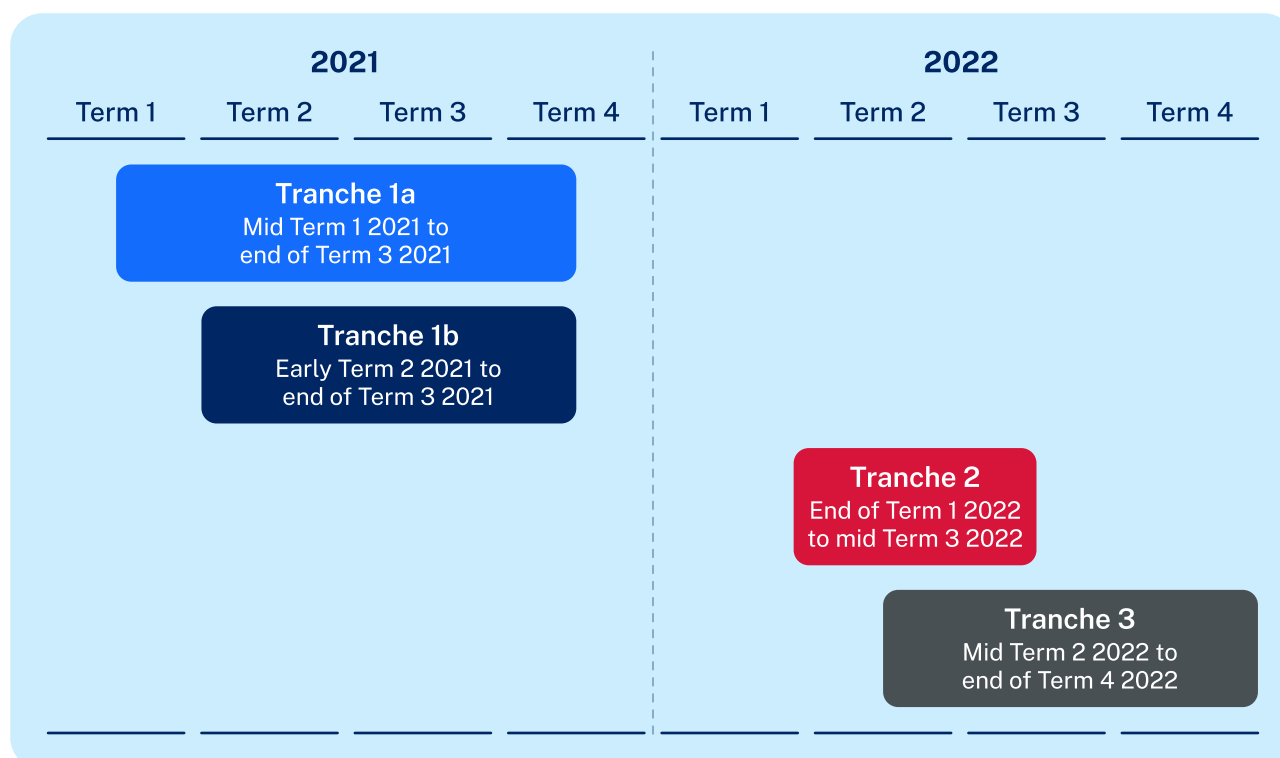 2021
2022
Term 1
Term 2
Term 3
Term 4
Term 1
Term 2
Term 3
Term 4
Tranche 1a
Mid Term 1 2021 to
end of Term 3 2021
Tranche 1b
Early Term 2 2021 to
end of Term 3 2021
Tranche 2
End of Term 1 2022
to mid Term 3 2022
Tranche 3
Mid Term 2 2022 to
end of Term 4 2022